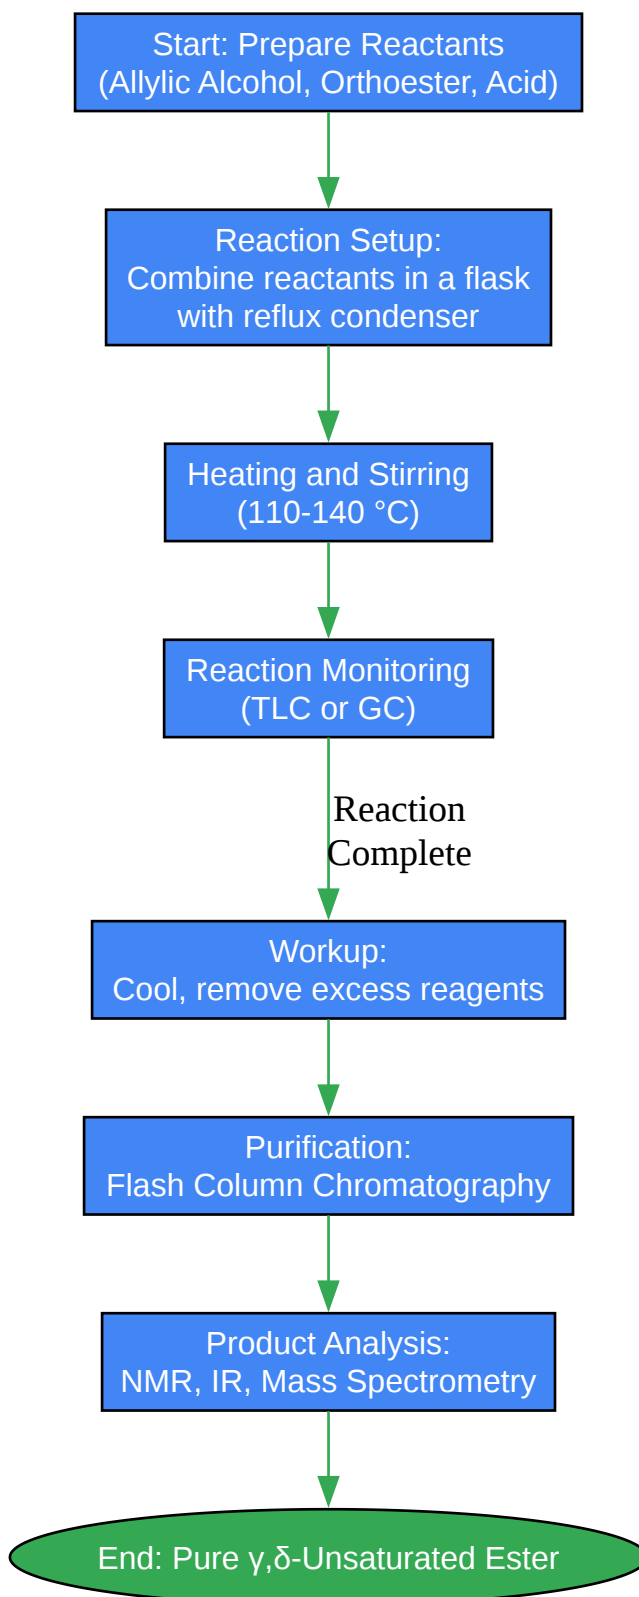 Start: Prepare Reactants
(Allylic Alcohol, Orthoester, Acid)
Reaction Setup:
Combine reactants in a flask
with reflux condenser
Heating and Stirring
(110-140 °C)
Reaction Monitoring
(TLC or GC)
Reaction
Complete
Workup:
Cool, remove excess reagents
Purification:
Flash Column Chromatography
Product Analysis:
NMR, IR, Mass Spectrometry
End: Pure γ,δ-Unsaturated Ester